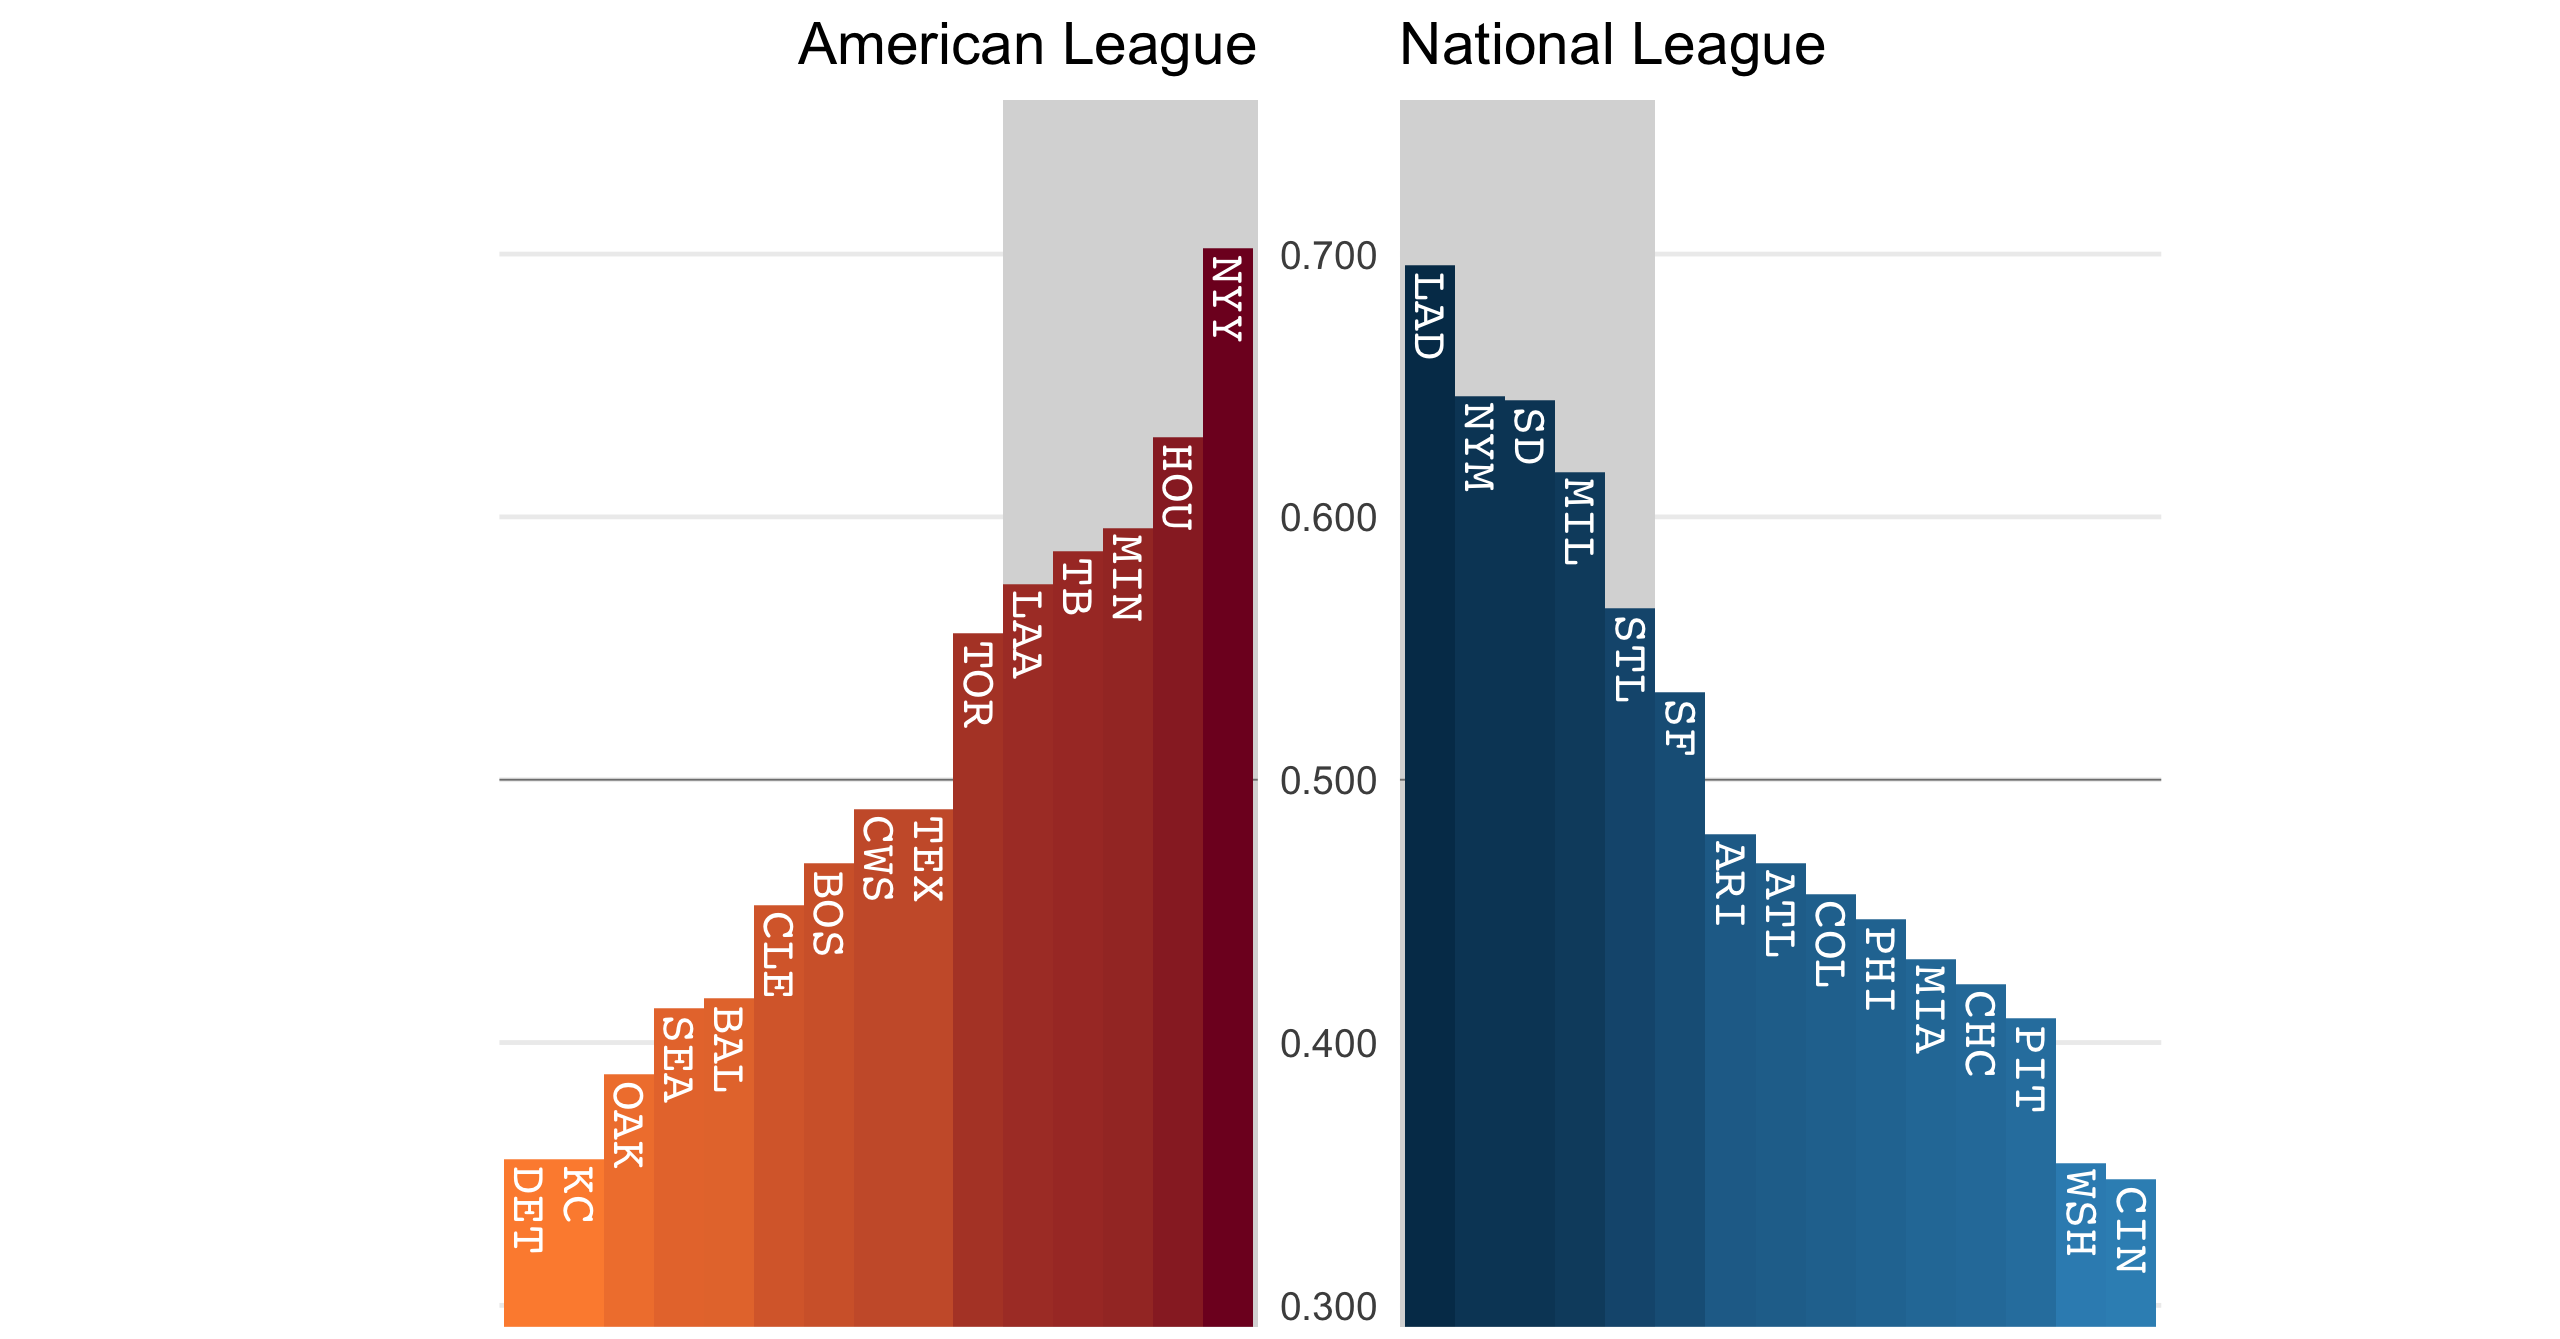 American League
National League
0.700
0.600
0.500
0.400
0.300
DET
KC
OAK
SEA
BAL
CLE
BOS
CWS
TEX
TOR
LAA
TB
MIN
HOU
NYY
LAD
NYM
SD
MIL
STL
SF
ARI
ATL
COL
PHI
MIA
CHC
PIT
WSH
CIN